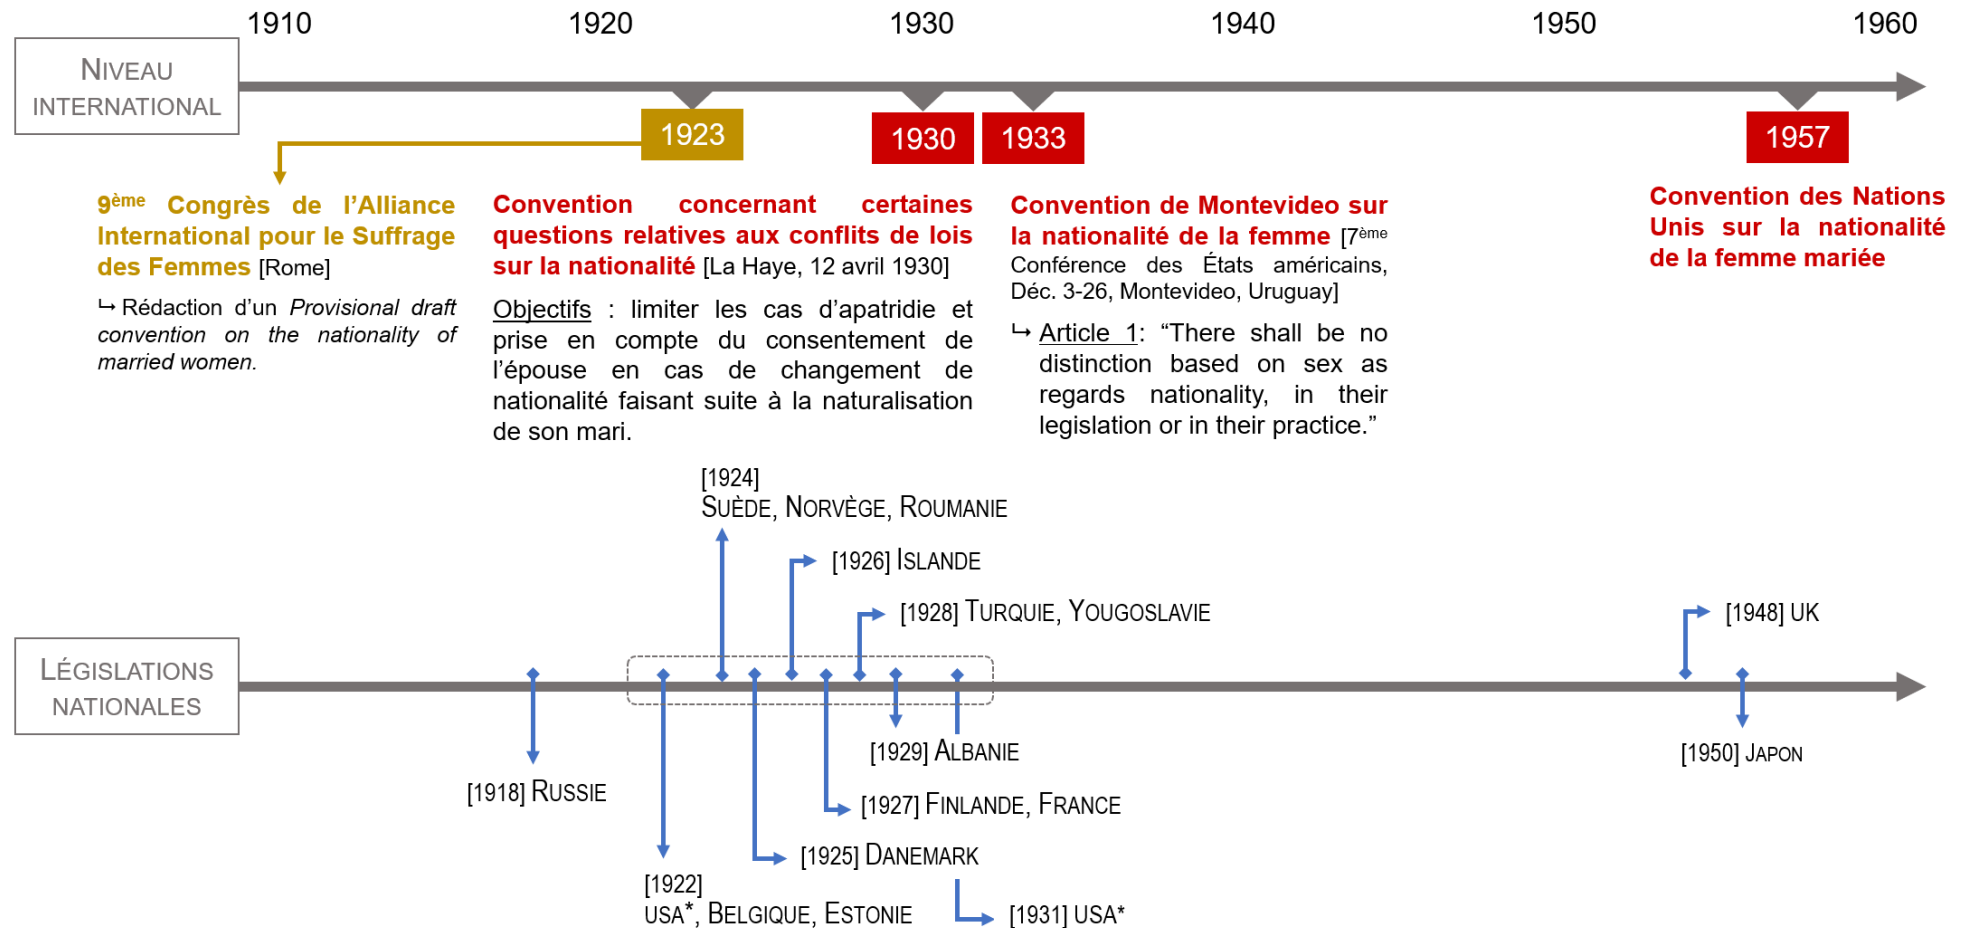 1910 1920 1930 1940 1950 1960
NIVEAU
INTERNATIONAL
1923
1930
1933
1957
9ème Congrès de l’Alliance
International pour le Suffrage
des Femmes [Rome]
↪ Rédaction d’un Provisional draft
convention on the nationality of
married women.
Convention concernant certaines
questions relatives aux conflits de lois
sur la nationalité [La Haye, 12 avril 1930]
Objectifs : limiter les cas d’apatridie et
prise en compte du consentement de
l’épouse en cas de changement de
nationalité faisant suite à la naturalisation
de son mari.
Convention de Montevideo sur
la nationalité de la femme [7ème
Conférence des États américains,
Déc. 3-26, Montevideo, Uruguay]
↪ Article 1: “There shall be no
distinction based on sex as
regards nationality, in their
legislation or in their practice.”
Convention des Nations
Unis sur la nationalité
de la femme mariée
[1924]
SUÈDE, NORVÈGE, ROUMANIE
[1926] ISLANDE
[1928] TURQUIE, YOUGOSLAVIE
[1948] UK
LÉGISLATIONS
NATIONALES
[1929] ALBANIE
[1950] JAPON
[1918] RUSSIE
[1927] FINLANDE, FRANCE
[1925] DANEMARK
[1922]
USA*, BELGIQUE, ESTONIE
[1931] USA*